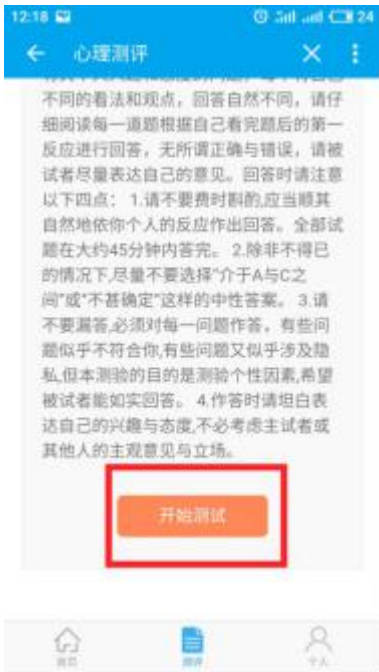 12:18
24
心理测评
不同的看法和观点，回答自然不同，请仔
细阅读每一道题根据自己看完题后的第一
反应进行回答，无所谓正确与错误，请被
试者尽量表达自己的意见。回答时请注意
以下四点： 1.请不要费时斟酌,应当顺其
自然地依你个人的反应作出回答。全部试
题在大约45分钟内答完。 2.除非不得已
的情况下,尽量不要选择“介于A与C之
间”或“不甚确定”这样的中性答案。 3.请
不要漏答,必须对每一问题作答。有些问
题似乎不符合你,有些问题又似乎涉及隐
私,但本测验的目的是测验个性因素,希望
被试者能如实回答。 4.作答时请坦白表
达自己的兴趣与态度,不必考虑主试者或
其他人的主观意见与立场。
开始测试
首页
测评
个人